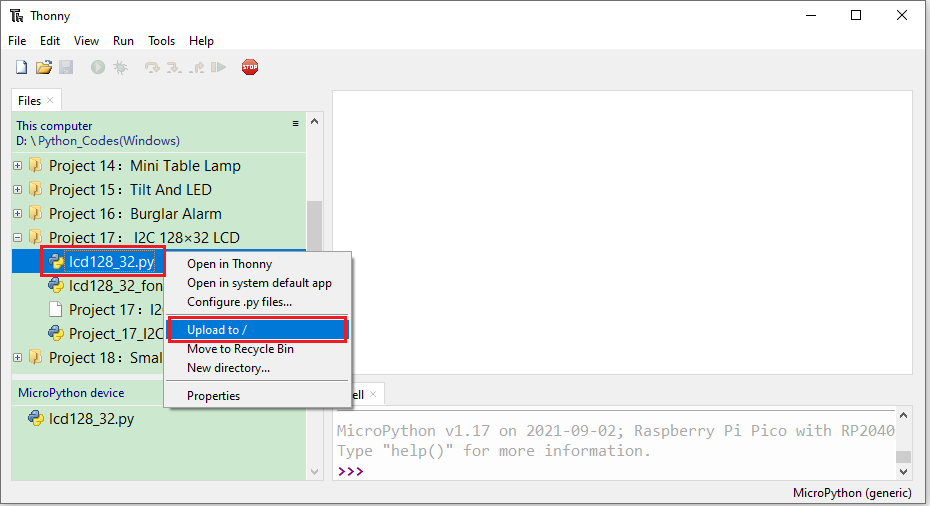 Thonny
File Edit View Run Tools Help
STOP
Files
This computer
D: \ Python_Codes(Windows)
Project 14：Mini Table Lamp
Project 15：Tilt And LED
Project 16：Burglar Alarm
Project 17： I2C 128×32 LCD
lcd128_32.py
lcd128_32_fon
Project 17：I2
Project_17_I2C
Project 18：Smal
Open in Thonny
Open in system default app
Configure .py files...
Upload to /
Move to Recycle Bin
New directory...
Properties
MicroPython device
lcd128_32.py
ell
MicroPython v1.17 on 2021-09-02; Raspberry Pi Pico with RP2040
Type "help()" for more information.
>>>
MicroPython (generic)